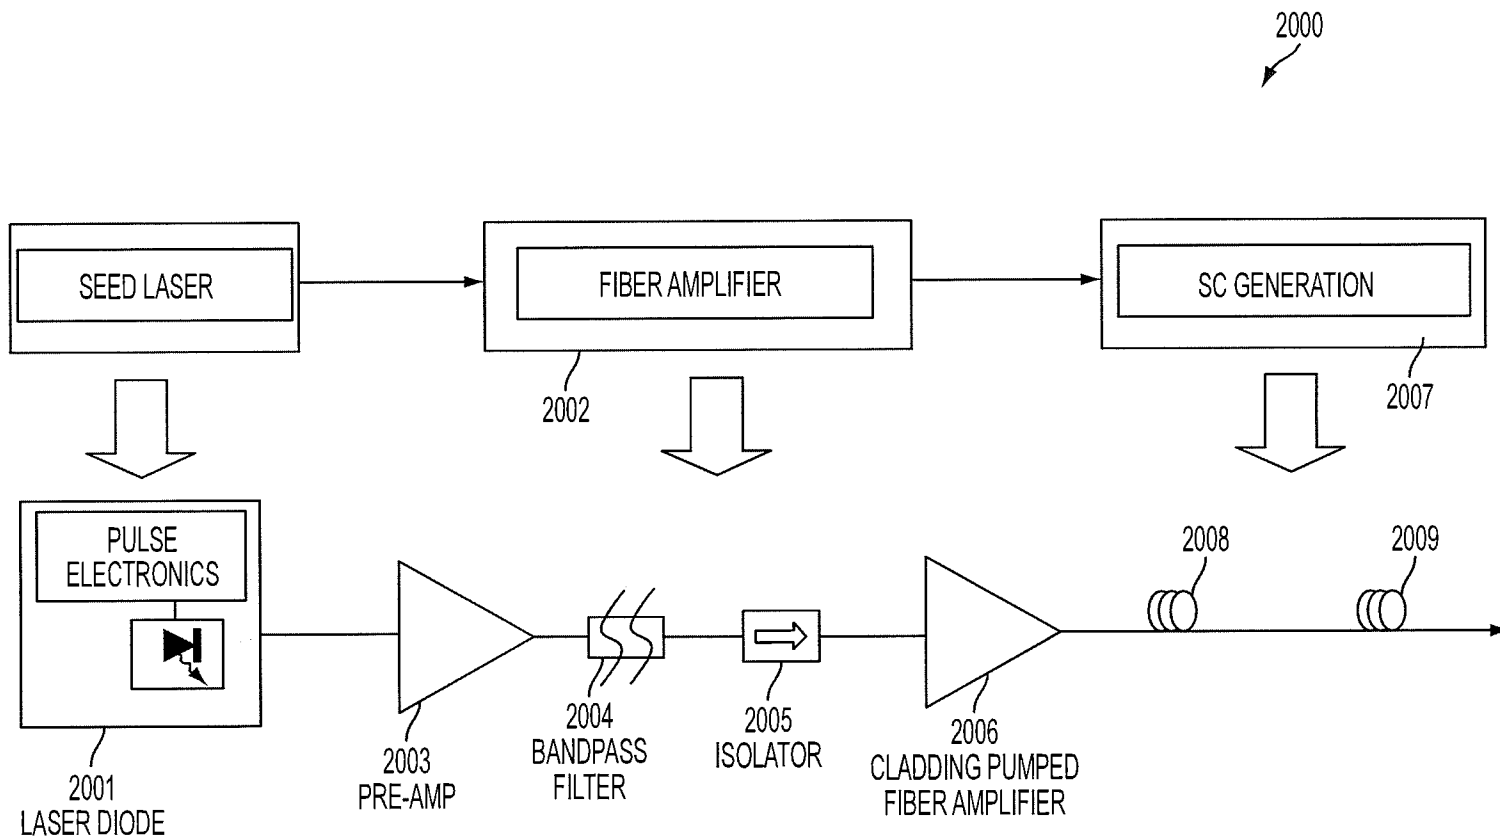 2000
SEED LASER
FIBER AMPLIFIER
SC GENERATION
2002
2007
PULSE
ELECTRONICS
2008
2009
2001
LASER DIODE
2003
PRE-AMP
2004
BANDPASS
FILTER
2005
ISOLATOR
2006
CLADDING PUMPED
FIBER AMPLIFIER